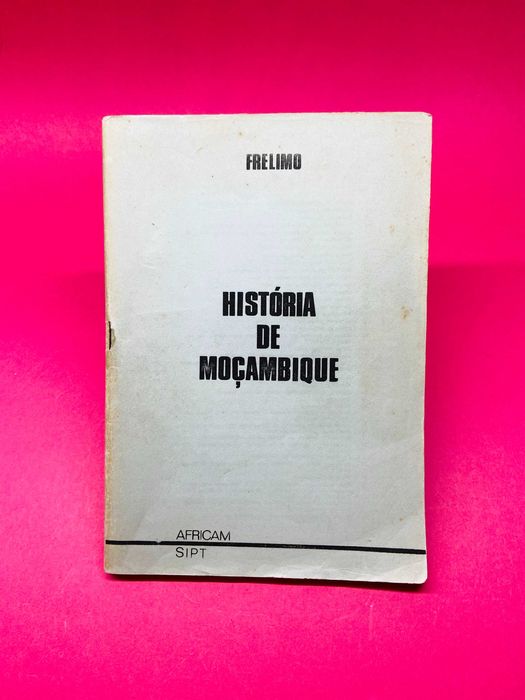 FRELIMO
HISTÓRIA
DE
MOÇAMBIQUE
AFRICAM
SIPT